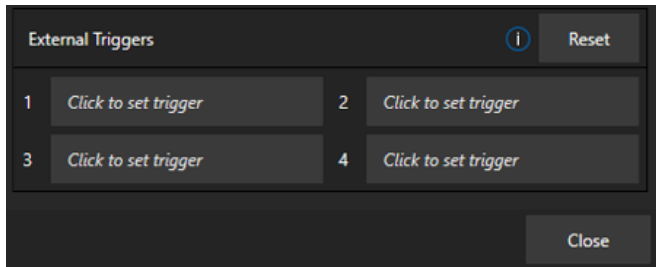 External Triggers i Reset
1 Click to set trigger 2 Click to set trigger
3 Click to set trigger 4 Click to set trigger
Close